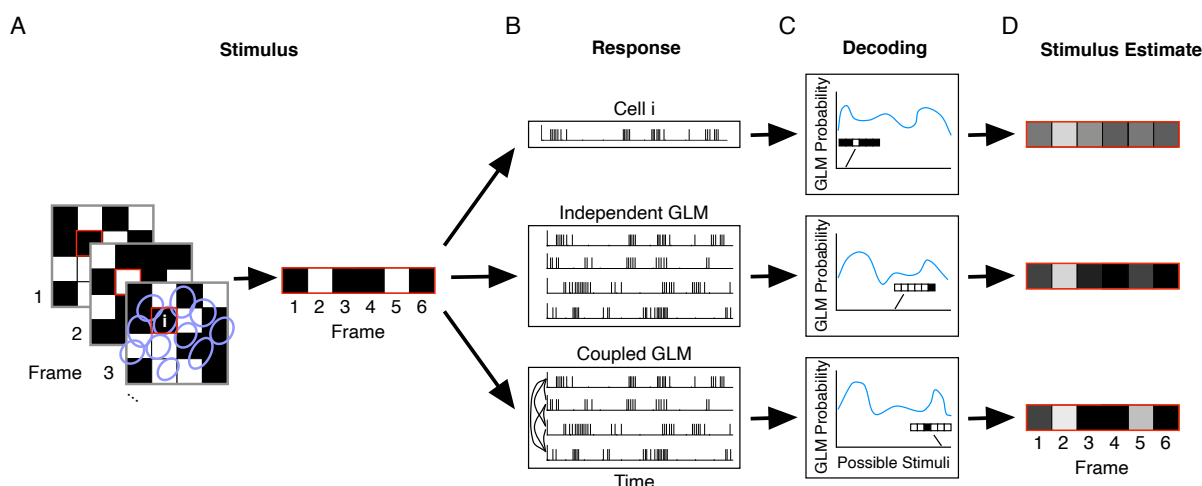 A
Stimulus
B
Response
C
Decoding
D
Stimulus Estimate
Cell i
GLM Probability
Independent GLM
GLM Probability
1
2
i
Frame 3
...
1 2 3 4 5 6
Frame
Coupled GLM
Time
GLM Probability
Possible Stimuli
1 2 3 4 5 6
Frame